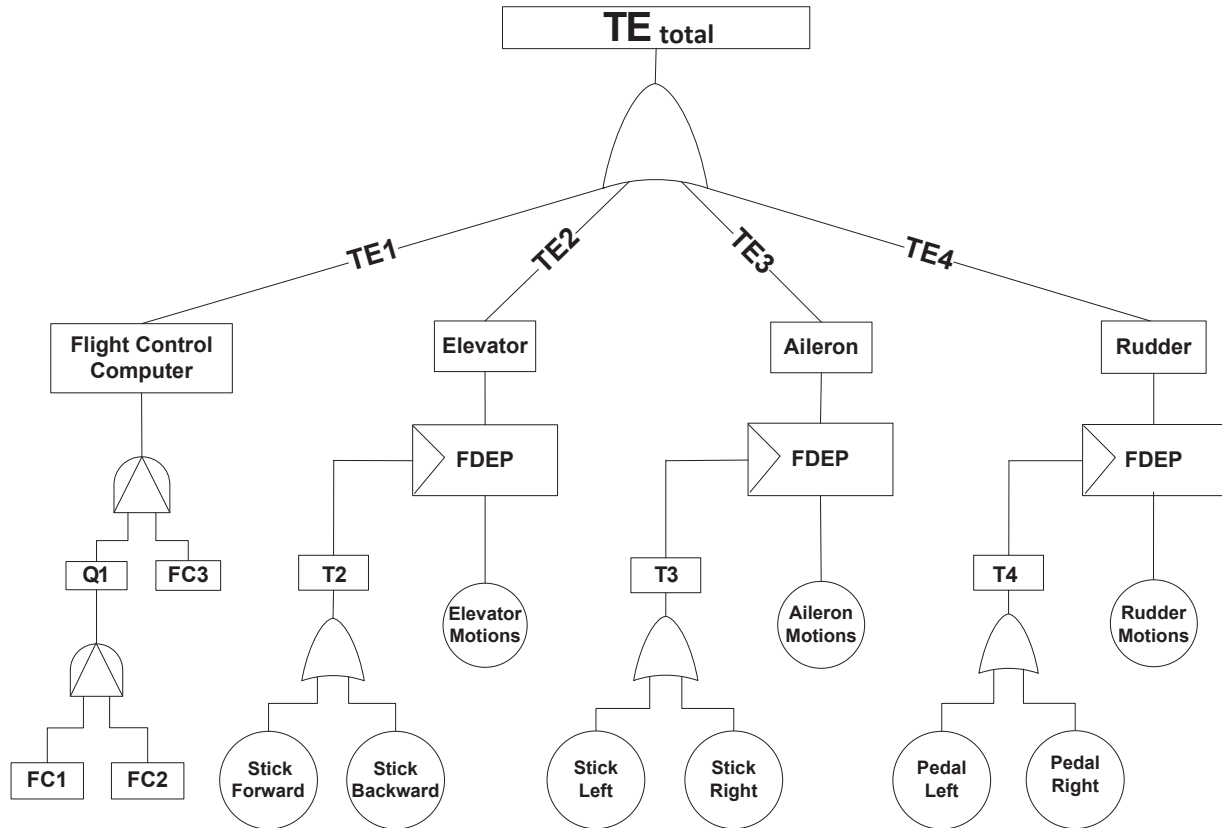 TE total
TE1
TE2
TE3
TE4
Flight Control
Computer
Elevator
Aileron
Rudder
FDEP
FDEP
FDEP
Q1
FC3
T2
T3
T4
Elevator
Motions
Aileron
Motions
Rudder
Motions
FC1
FC2
Stick
Forward
Stick
Backward
Stick
Left
Stick
Right
Pedal
Left
Pedal
Right